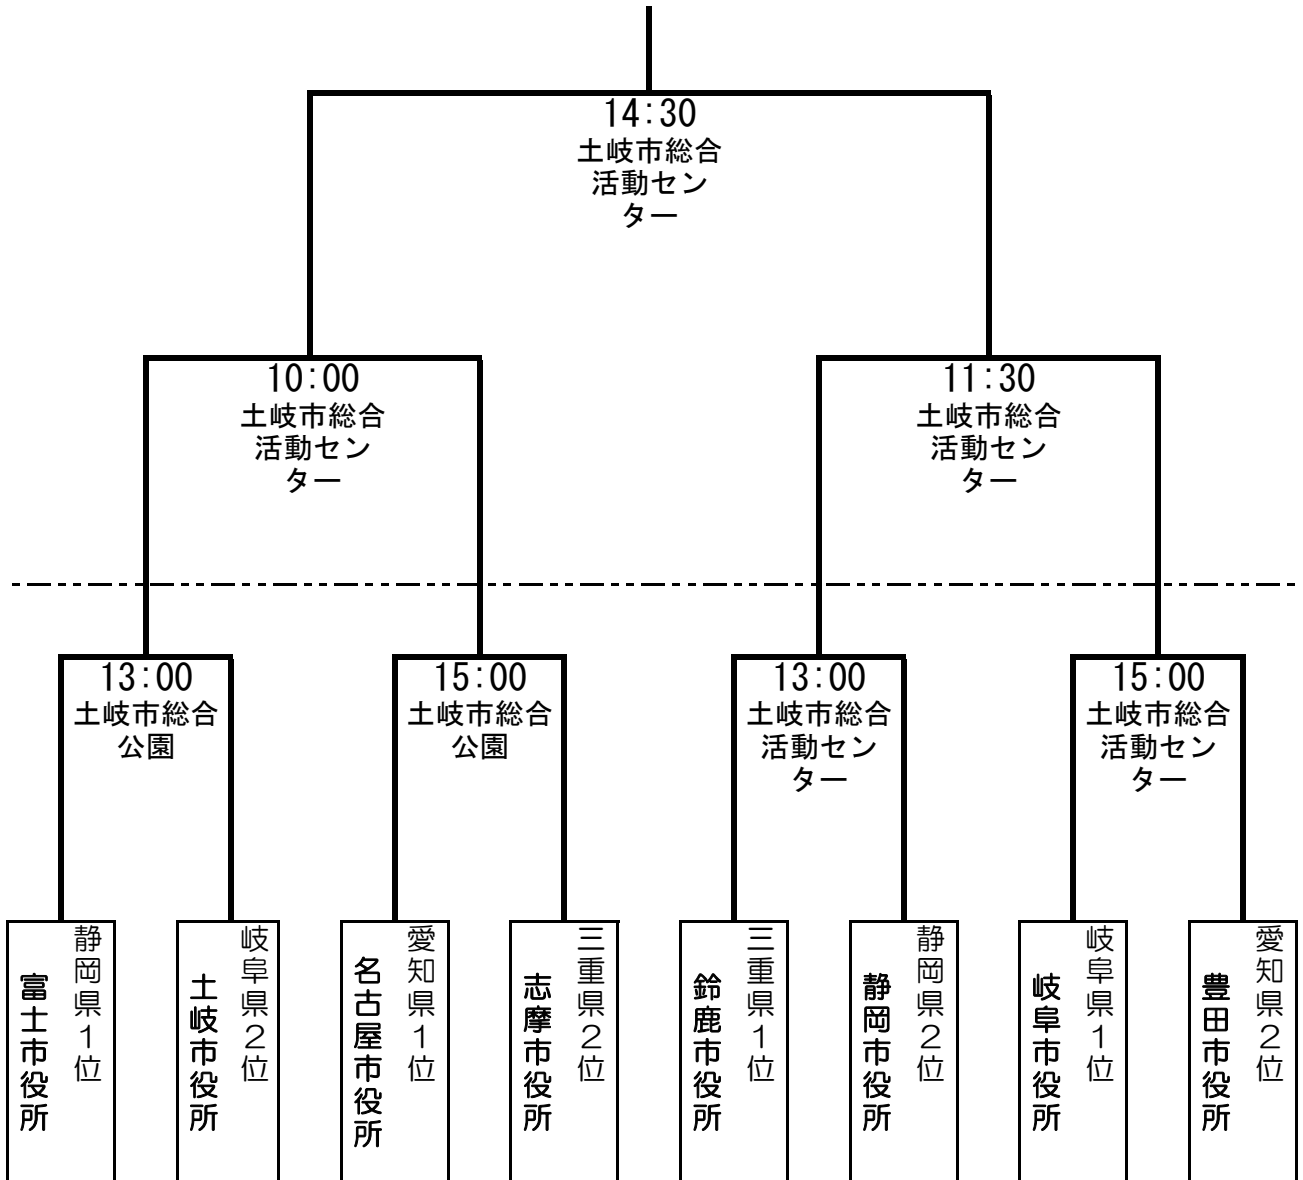 14:30
土岐市総合
活動セン
ター
10:00
土岐市総合
活動セン
ター
11:30
土岐市総合
活動セン
ター
13:00
土岐市総合
公園
15:00
土岐市総合
公園
13:00
土岐市総合
活動セン
ター
15:00
土岐市総合
活動セン
ター
静岡県1位
富士市役所
岐阜県2位
土岐市役所
愛知県1位
名古屋市役所
三重県2位
志摩市役所
三重県1位
鈴鹿市役所
静岡県2位
静岡市役所
岐阜県1位
岐阜市役所
愛知県2位
豊田市役所